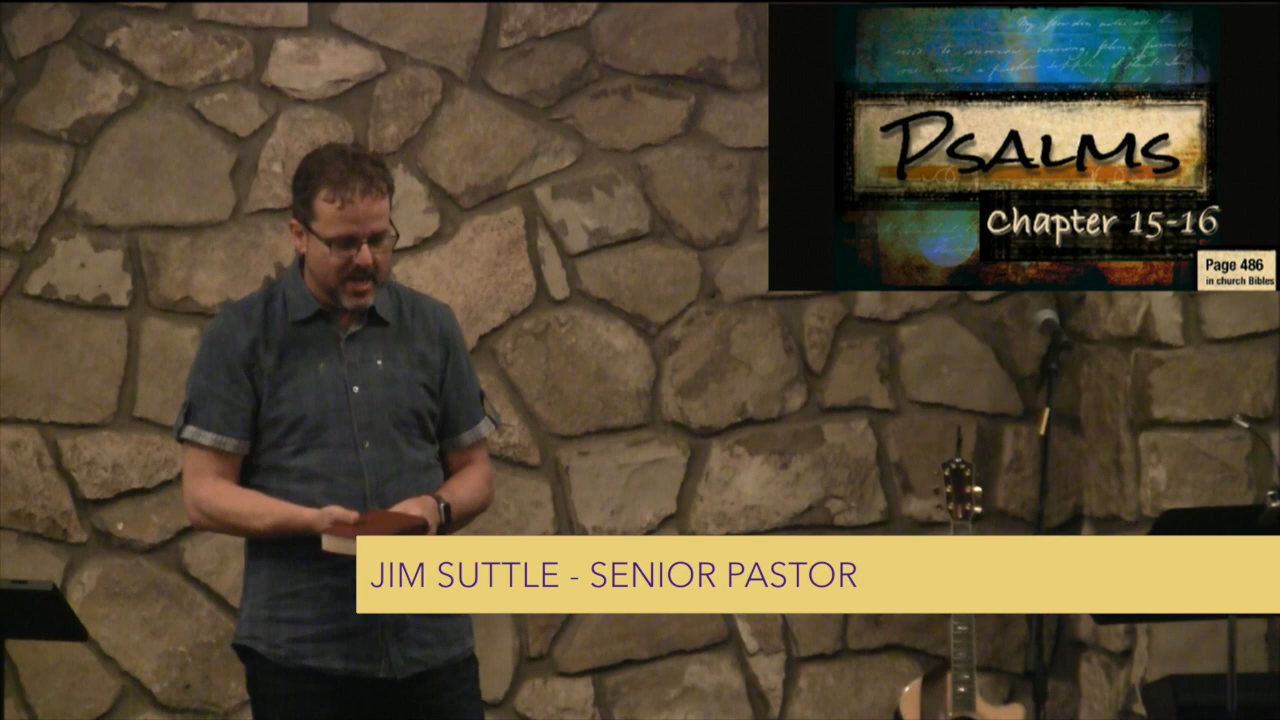 PSALMS
Chapter 15-16
Page 486
in church Bibles
JIM SUTTLE - SENIOR PASTOR